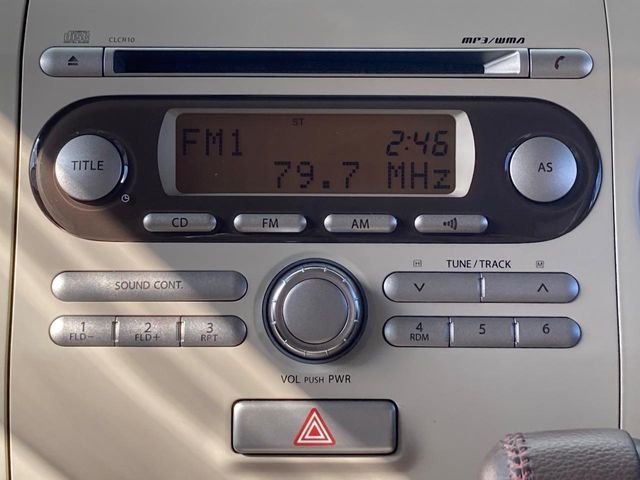 CLCR10 MP3/WMA
ST
FM1 2:46
79.7 MHz
TITLE AS
CD FM AM
SOUND CONT. TUNE / TRACK
1 2 3 4 5 6
FLD− FLD+ RPT RDM
VOL PUSH PWR